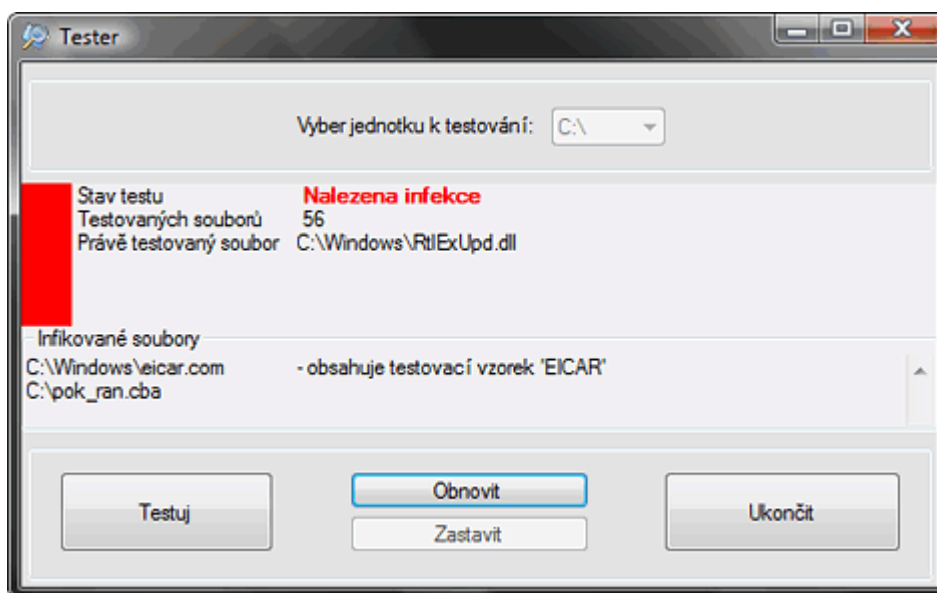 Tester
Vyber jednotku k testování: C:\
Stav testu Nalezena infekce
Testovaných souborů 56
Právě testovaný soubor C:\Windows\RtlExUpd.dll
Infikované soubory
C:\Windows\eicar.com - obsahuje testovací vzorek 'EICAR'
C:\pok_ran.cba
Testuj
Obnovit
Zastavit
Ukončit